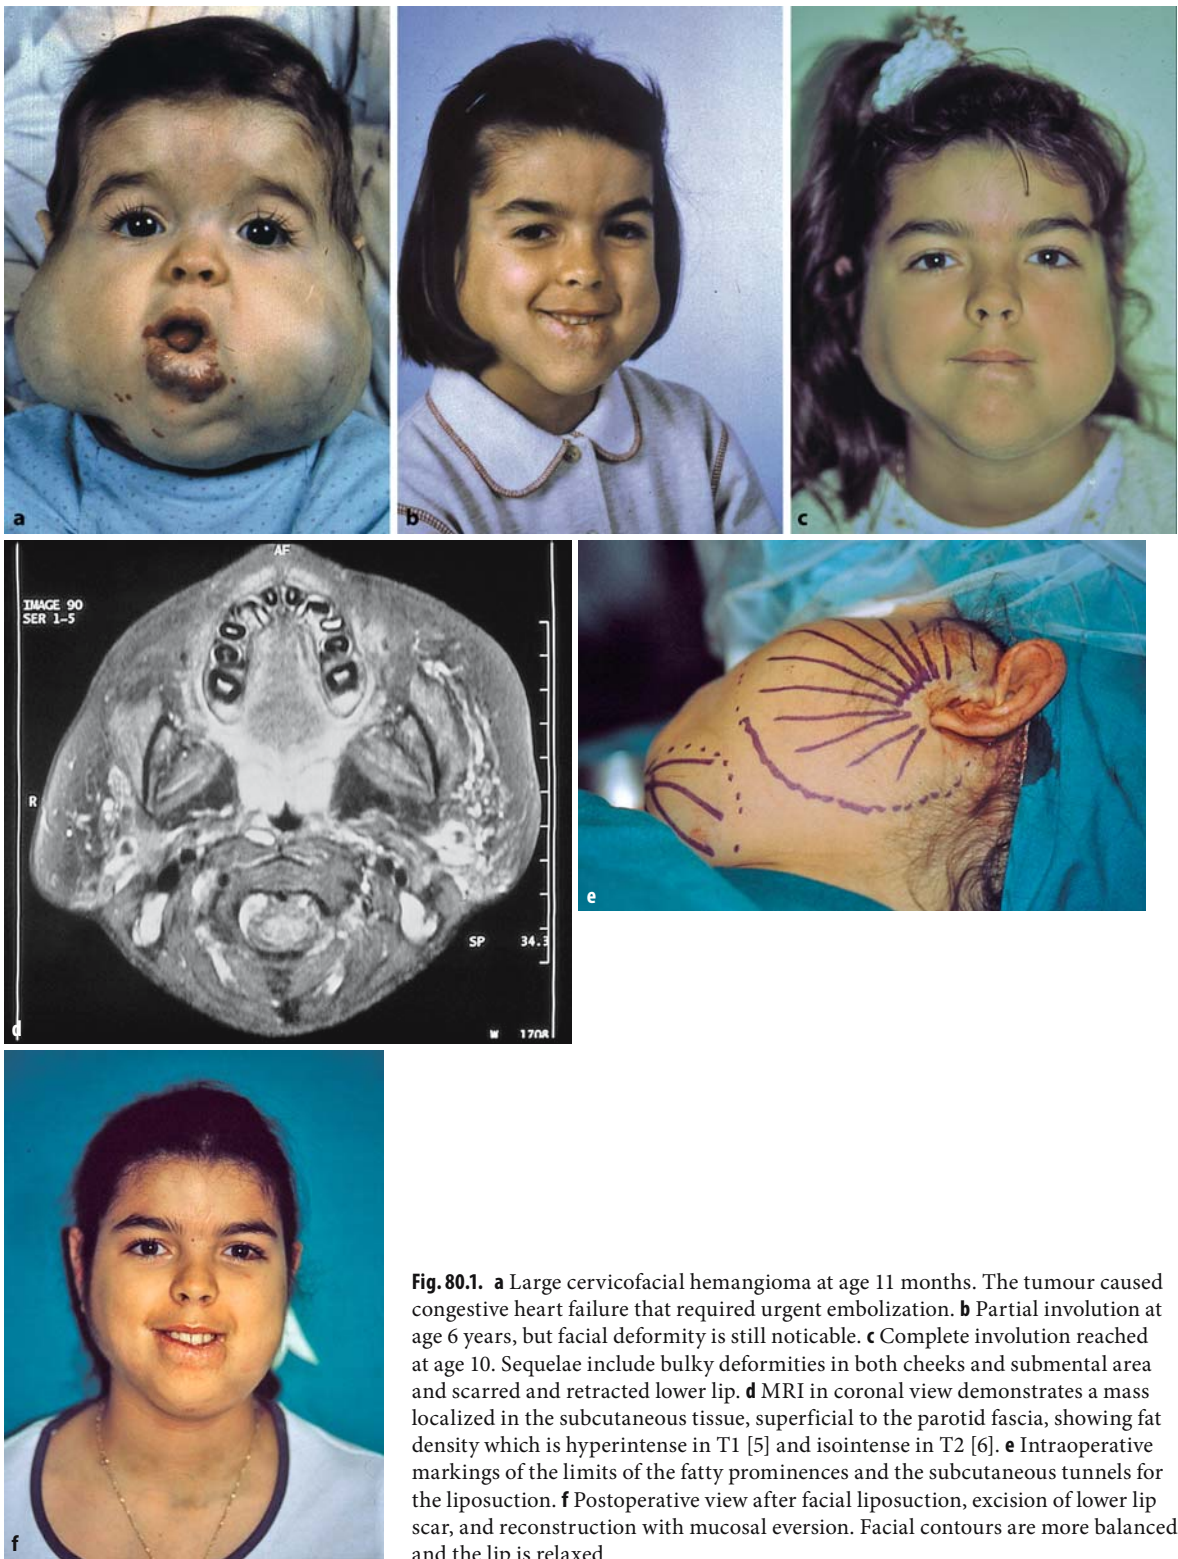 a
b
c
AF
IMAGE 90
SER 1-5
R
SP 34.3
W 1708
d
e
f
Fig. 80.1. a Large cervicofacial hemangioma at age 11 months. The tumour caused
congestive heart failure that required urgent embolization. b Partial involution at
age 6 years, but facial deformity is still noticable. c Complete involution reached
at age 10. Sequelae include bulky deformities in both cheeks and submental area
and scarred and retracted lower lip. d MRI in coronal view demonstrates a mass
localized in the subcutaneous tissue, superficial to the parotid fascia, showing fat
density which is hyperintense in T1 [5] and isointense in T2 [6]. e Intraoperative
markings of the limits of the fatty prominences and the subcutaneous tunnels for
the liposuction. f Postoperative view after facial liposuction, excision of lower lip
scar, and reconstruction with mucosal eversion. Facial contours are more balanced
and the lip is relaxed